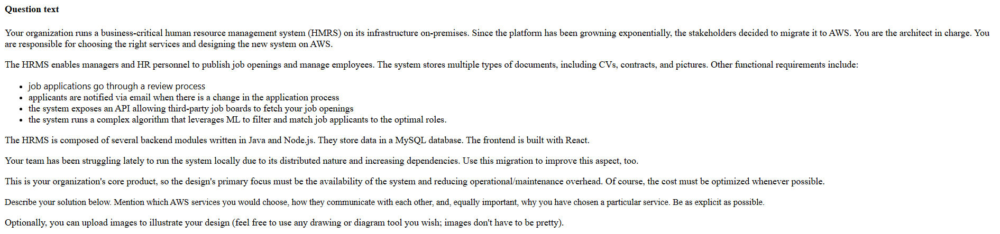 Question text
Your organization runs a business-critical human resource management system (HMRS) on its infrastructure on-premises. Since the platform has been growning exponentially, the stakeholders decided to migrate it to AWS. You are the architect in charge. You
are responsible for choosing the right services and designing the new system on AWS.
The HRMS enables managers and HR personnel to publish job openings and manage employees. The system stores multiple types of documents, including CVs, contracts, and pictures. Other functional requirements include:
• job applications go through a review process
• applicants are notified via email when there is a change in the application process
• the system exposes an API allowing third-party job boards to fetch your job openings
• the system runs a complex algorithm that leverages ML to filter and match job applicants to the optimal roles.
The HRMS is composed of several backend modules written in Java and Node.js. They store data in a MySQL database. The frontend is built with React.
Your team has been struggling lately to run the system locally due to its distributed nature and increasing dependencies. Use this migration to improve this aspect, too.
This is your organization's core product, so the design's primary focus must be the availability of the system and reducing operational/maintenance overhead. Of course, the cost must be optimized whenever possible.
Describe your solution below. Mention which AWS services you would choose, how they communicate with each other, and, equally important, why you have chosen a particular service. Be as explicit as possible.
Optionally, you can upload images to illustrate your design (feel free to use any drawing or diagram tool you wish; images don't have to be pretty).